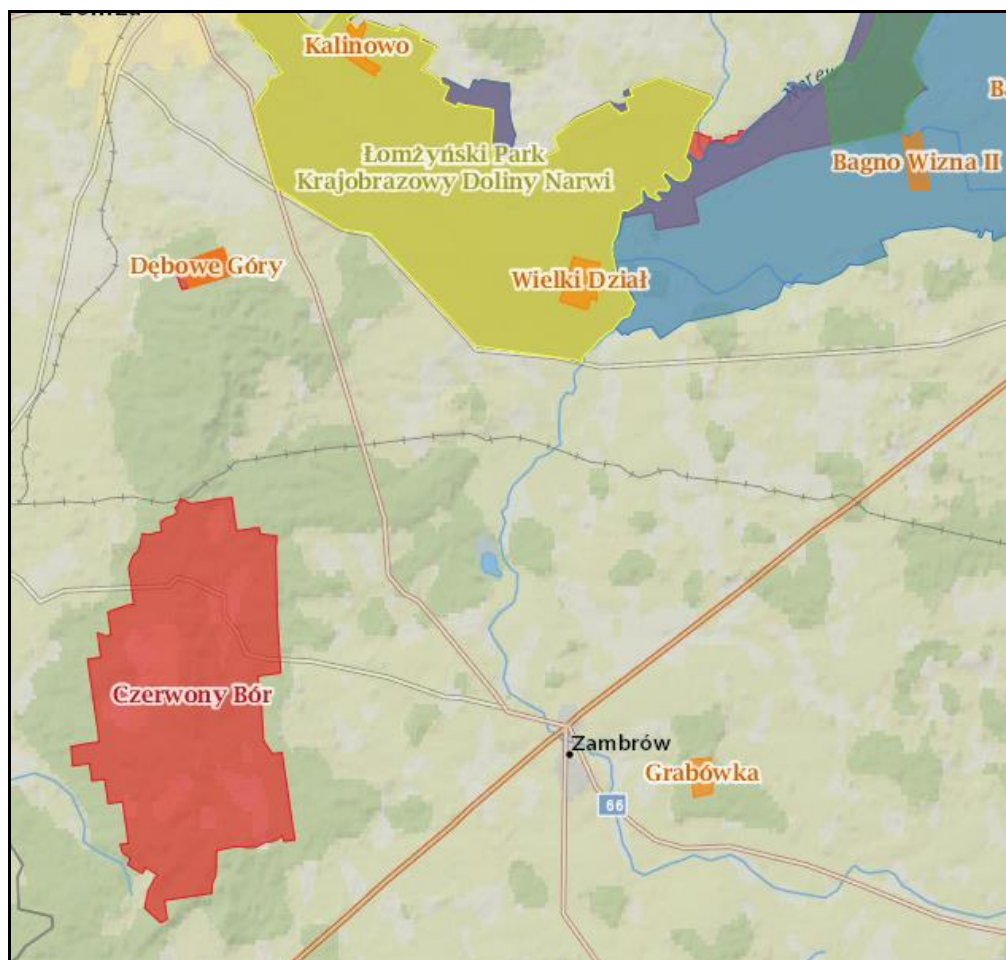 Kalinowo
Łomżyński Park
Krajobrazowy Doliny Narwi
Bagno Wizna II
Dębowe Góry
Wielki Dział
Czerwony Bór
Zambrów
Grabówka
66